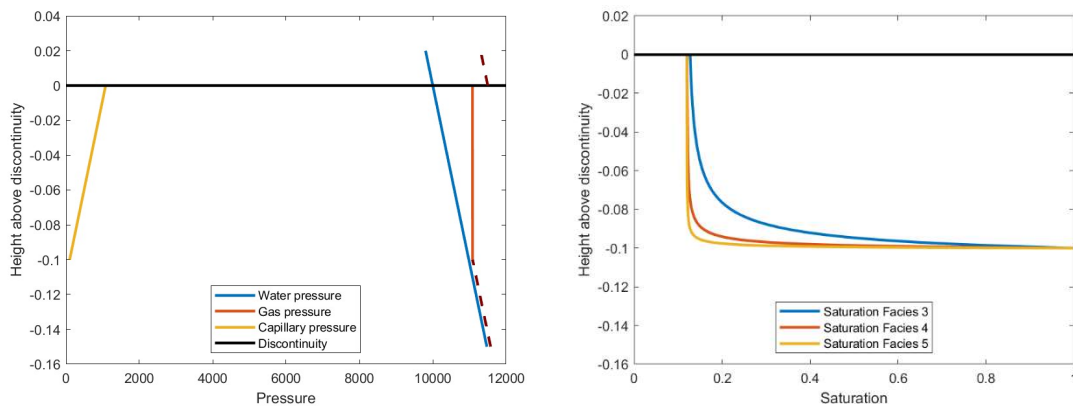 0.04
0.02
0
-0.02
-0.04
-0.06
-0.08
-0.1
-0.12
-0.14
-0.16
Height above discontinuity
Water pressure
Gas pressure
Capillary pressure
Discontinuity
0 2000 4000 6000 8000 10000 12000
Pressure
0.02
0
-0.02
-0.04
-0.06
-0.08
-0.1
-0.12
-0.14
-0.16
Height above discontinuity
Saturation Facies 3
Saturation Facies 4
Saturation Facies 5
0 0.2 0.4 0.6 0.8 1
Saturation